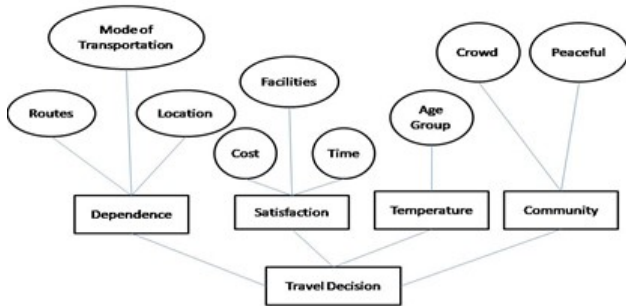 Mode of
Transportation
Crowd
Peaceful
Facilities
Routes
Location
Age
Group
Cost
Time
Dependence
Satisfaction
Temperature
Community
Travel Decision